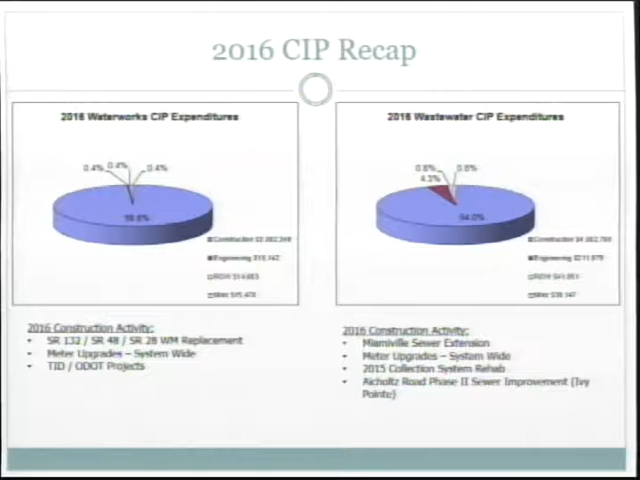 2016 CIP Recap
2016 Waterworks CIP Expenditures
0.4% 0.4% 0.4%
Construction
Engineering
ROW
Misc
2016 Construction Activity:
• SR 132 / SR 48 / SR 28 WM Replacement
• Meter Upgrades – System Wide
• TID / ODOT Projects
2016 Wastewater CIP Expenditures
0.8% 0.8%
4.3%
94.0%
Construction
Engineering
ROW
Misc
2016 Construction Activity:
• Miamiville Sewer Extension
• Meter Upgrades – System Wide
• 2015 Collection System Rehab
• Aicholtz Road Phase II Sewer Improvement (Ivy
Pointe)